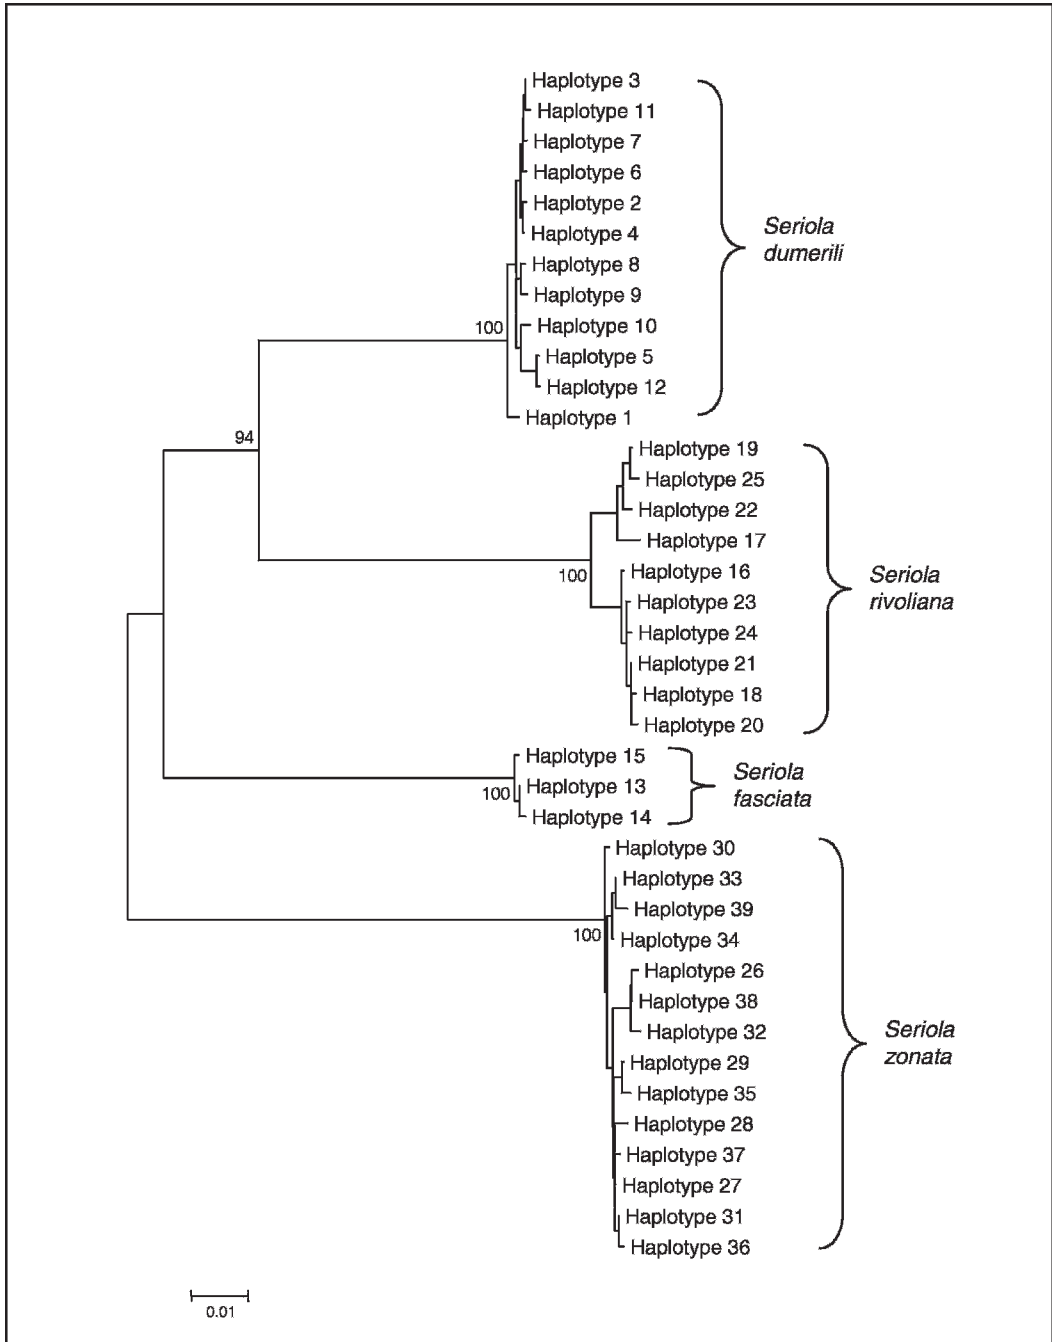 Haplotype 3
Haplotype 11
Haplotype 7
Haplotype 6
Haplotype 2
Haplotype 4
Haplotype 8
Haplotype 9
Haplotype 10
Haplotype 5
Haplotype 12
Haplotype 1
Seriola
dumerili
100
94
Haplotype 19
Haplotype 25
Haplotype 22
Haplotype 17
Haplotype 16
Haplotype 23
Haplotype 24
Haplotype 21
Haplotype 18
Haplotype 20
Seriola
rivoliana
100
Haplotype 15
Haplotype 13
Haplotype 14
Seriola
fasciata
100
Haplotype 30
Haplotype 33
Haplotype 39
Haplotype 34
Haplotype 26
Haplotype 38
Haplotype 32
Haplotype 29
Haplotype 35
Haplotype 28
Haplotype 37
Haplotype 27
Haplotype 31
Haplotype 36
Seriola
zonata
100
0.01